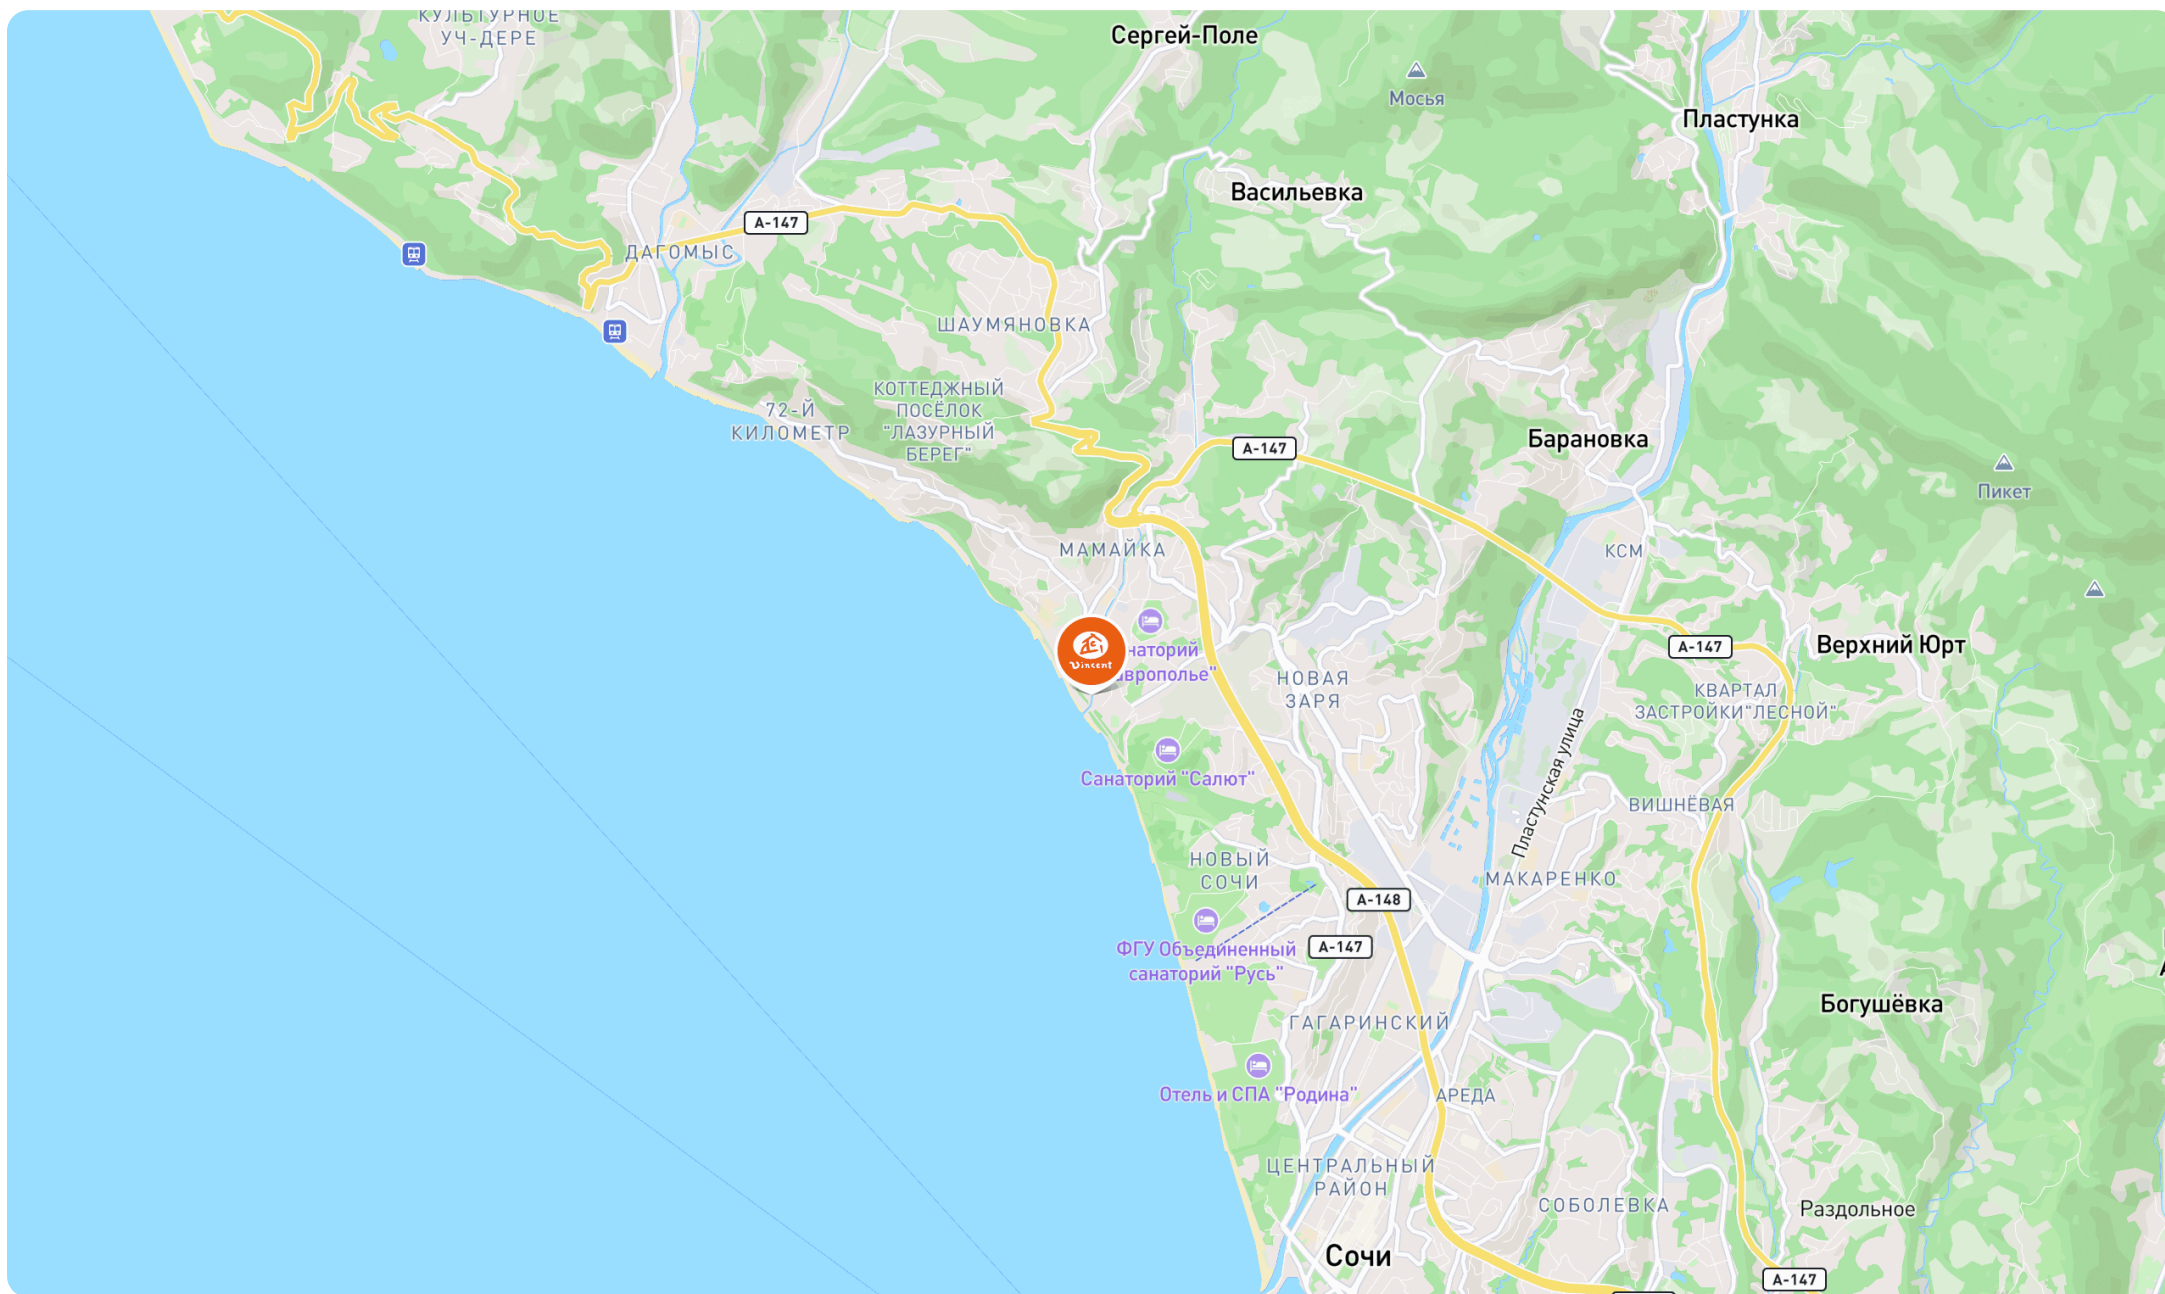 КУЛЬТУРНОЕ
УЧ-ДЕРЕ
Сергей-Поле
Мосья
Пластунка
Васильевка
А-147
ДАГОМЫС
ШАУМЯНОВКА
КОТТЕДЖНЫЙ
ПОСЁЛОК
"ЛАЗУРНЫЙ
БЕРЕГ"
72-Й
КИЛОМЕТР
А-147
Барановка
Пикет
МАМАЙКА
КСМ
Vincent
наторий
врополье"
А-147
Верхний Юрт
НОВАЯ
ЗАРЯ
КВАРТАЛ
ЗАСТРОЙКИ"ЛЕСНОЙ"
Пластунская улица
Санаторий "Салют"
ВИШНЁВАЯ
НОВЫЙ
СОЧИ
МАКАРЕНКО
А-148
ФГУ Объединенный
санаторий "Русь"
А-147
Богушёвка
ГАГАРИНСКИЙ
Отель и СПА "Родина"
АРЕДА
ЦЕНТРАЛЬНЫЙ
РАЙОН
СОБОЛЕВКА
Раздольное
Сочи
А-147